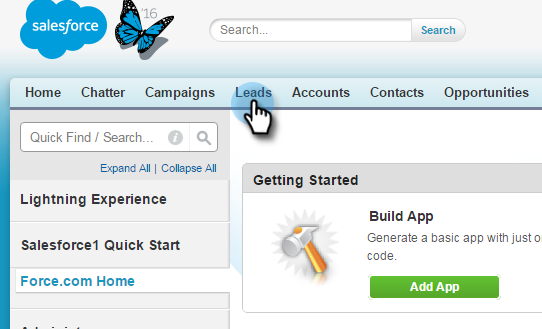 salesforce
'16
Search...
Search
Home Chatter Campaigns Leads Accounts Contacts Opportunities
Quick Find / Search...
Expand All | Collapse All
Lightning Experience
Salesforce1 Quick Start
Force.com Home
Getting Started
Build App
Generate a basic app with just
code.
Add App